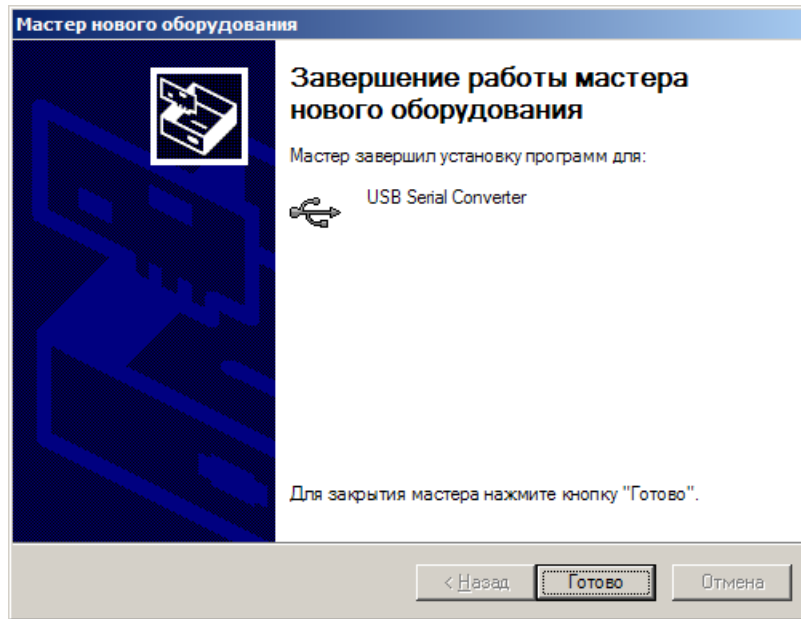 Мастер нового оборудования
Завершение работы мастера
нового оборудования
Мастер завершил установку программ для:
USB Serial Converter
Для закрытия мастера нажмите кнопку "Готово".
< Назад
Готово
Отмена